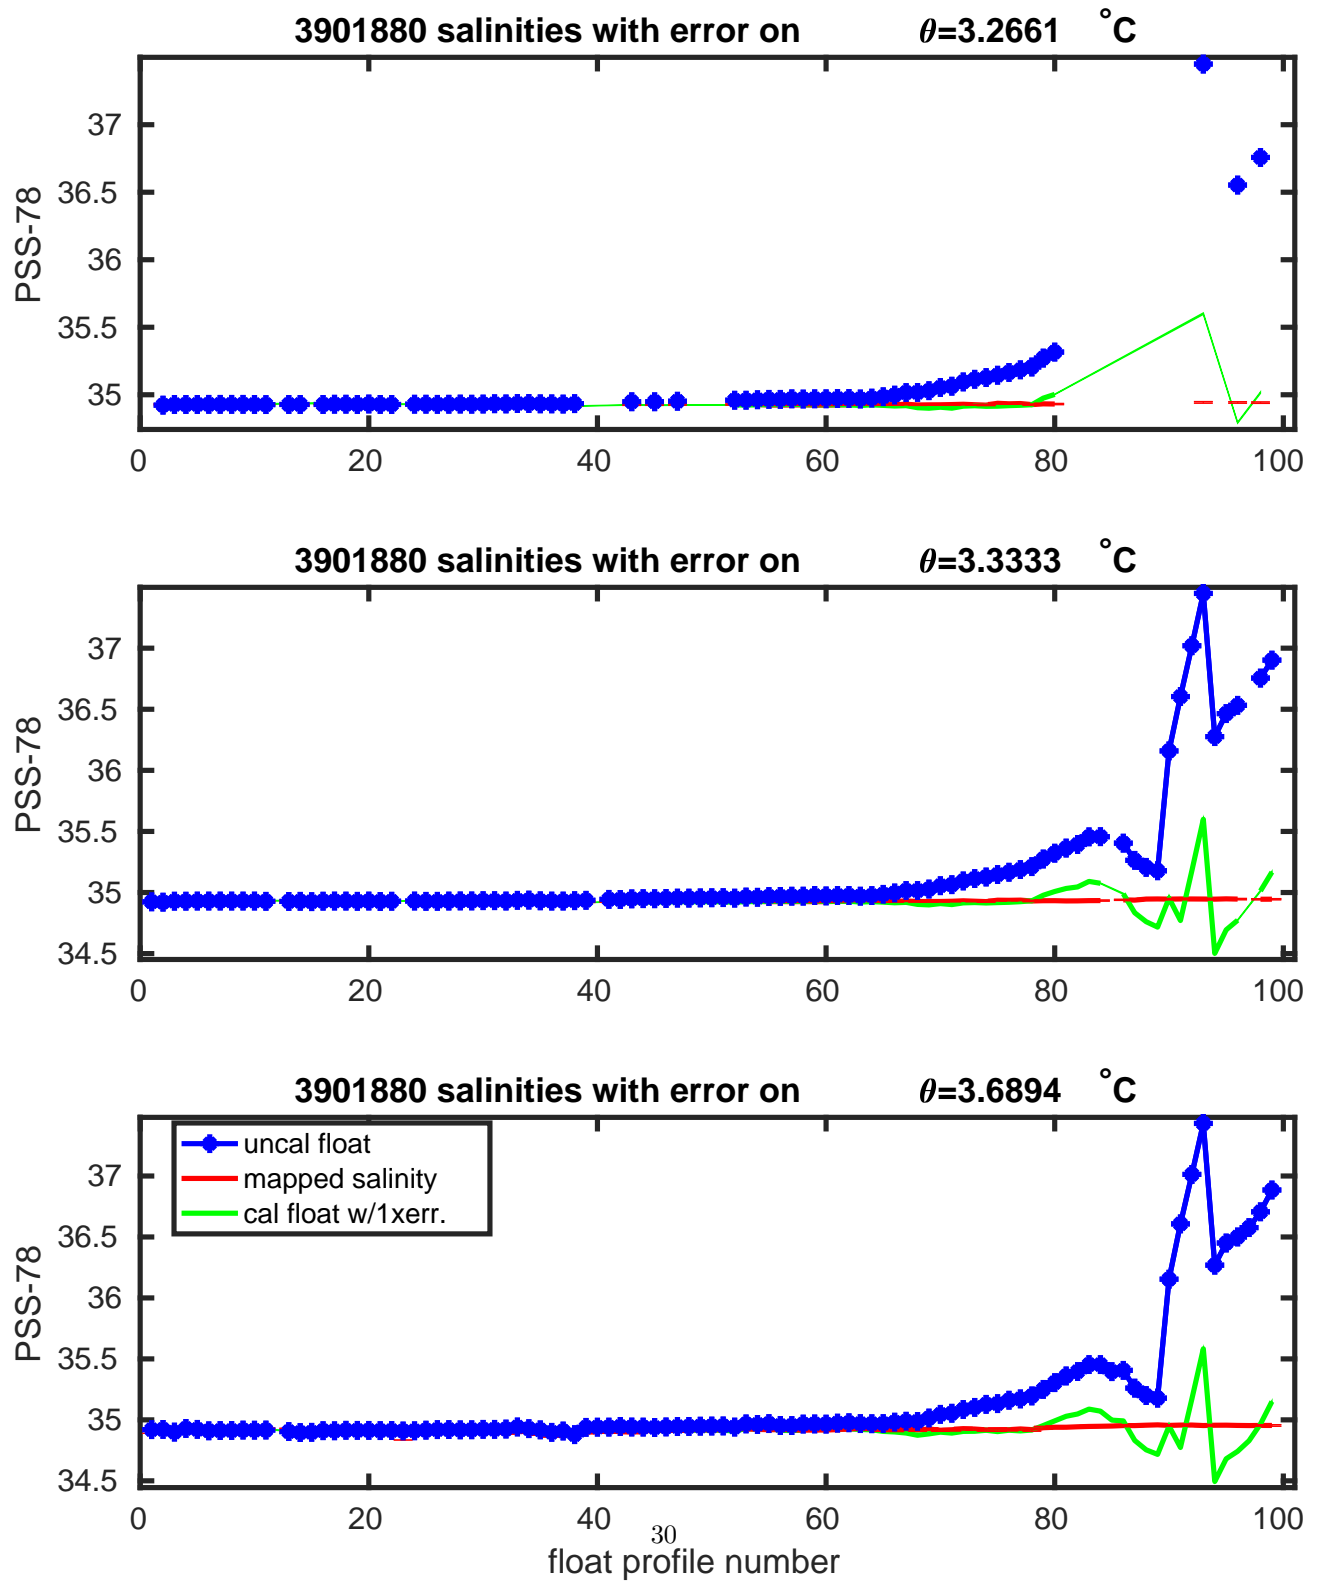 3901880 salinities with error on θ=3.2661 °C
PSS-78
37
36.5
36
35.5
35
0 20 40 60 80 100
3901880 salinities with error on θ=3.3333 °C
PSS-78
37
36.5
36
35.5
35
34.5
0 20 40 60 80 100
3901880 salinities with error on θ=3.6894 °C
uncal float
mapped salinity
cal float w/1xerr.
PSS-78
37
36.5
36
35.5
35
34.5
0 20 40 60 80 100
30
float profile number